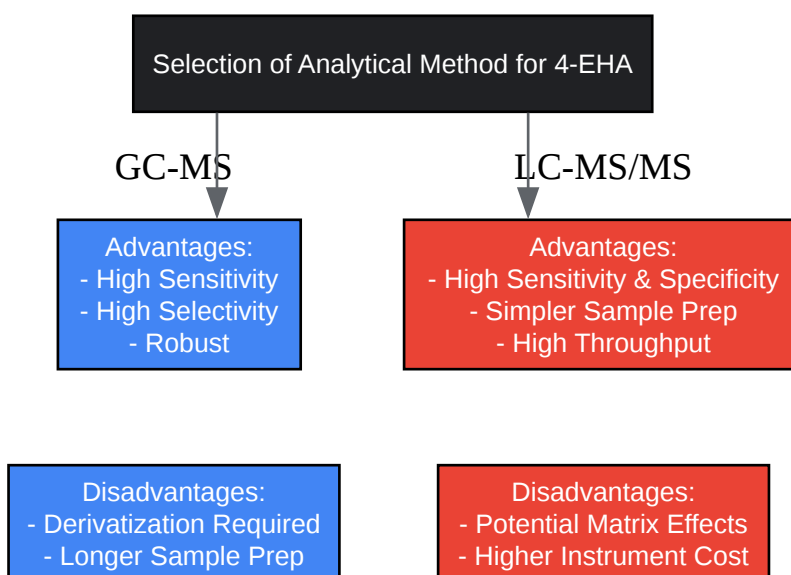 Selection of Analytical Method for 4-EHA
GC-MS
LC-MS/MS
Advantages:
- High Sensitivity
- High Selectivity
- Robust
Advantages:
- High Sensitivity & Specificity
- Simpler Sample Prep
- High Throughput
Disadvantages:
- Derivatization Required
- Longer Sample Prep
Disadvantages:
- Potential Matrix Effects
- Higher Instrument Cost